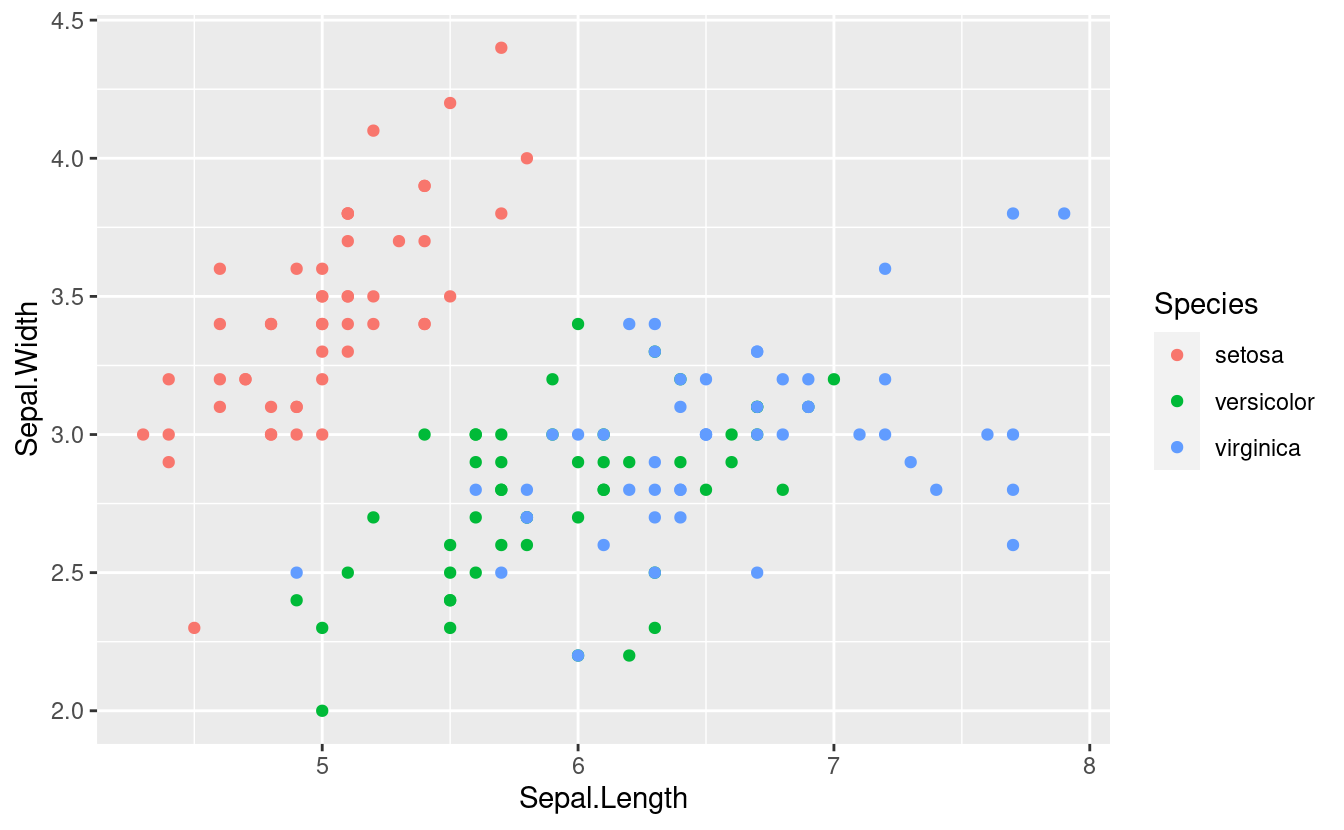 4.5
4.0
3.5
3.0
2.5
2.0
Sepal.Width
5 6 7 8
Sepal.Length
Species
setosa
versicolor
virginica